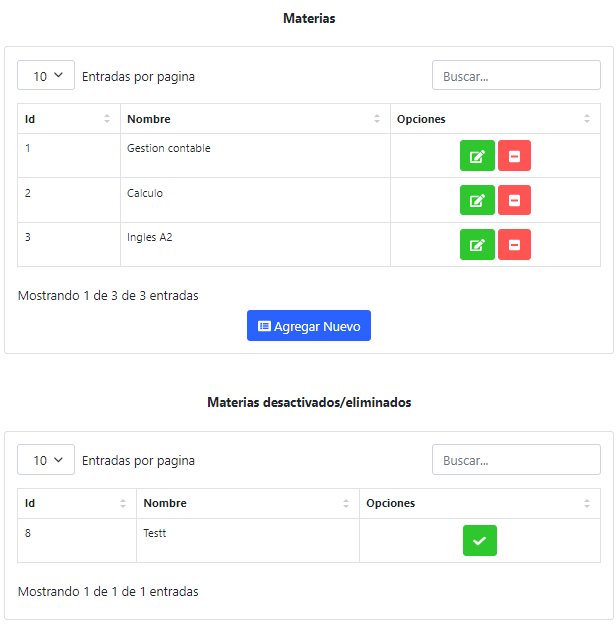 Materias
10 Entradas por pagina Buscar...
Id Nombre Opciones
1 Gestion contable
2 Calculo
3 Ingles A2
Mostrando 1 de 3 de 3 entradas
Agregar Nuevo
Materias desactivados/eliminados
10 Entradas por pagina Buscar...
Id Nombre Opciones
8 Testt
Mostrando 1 de 1 de 1 entradas